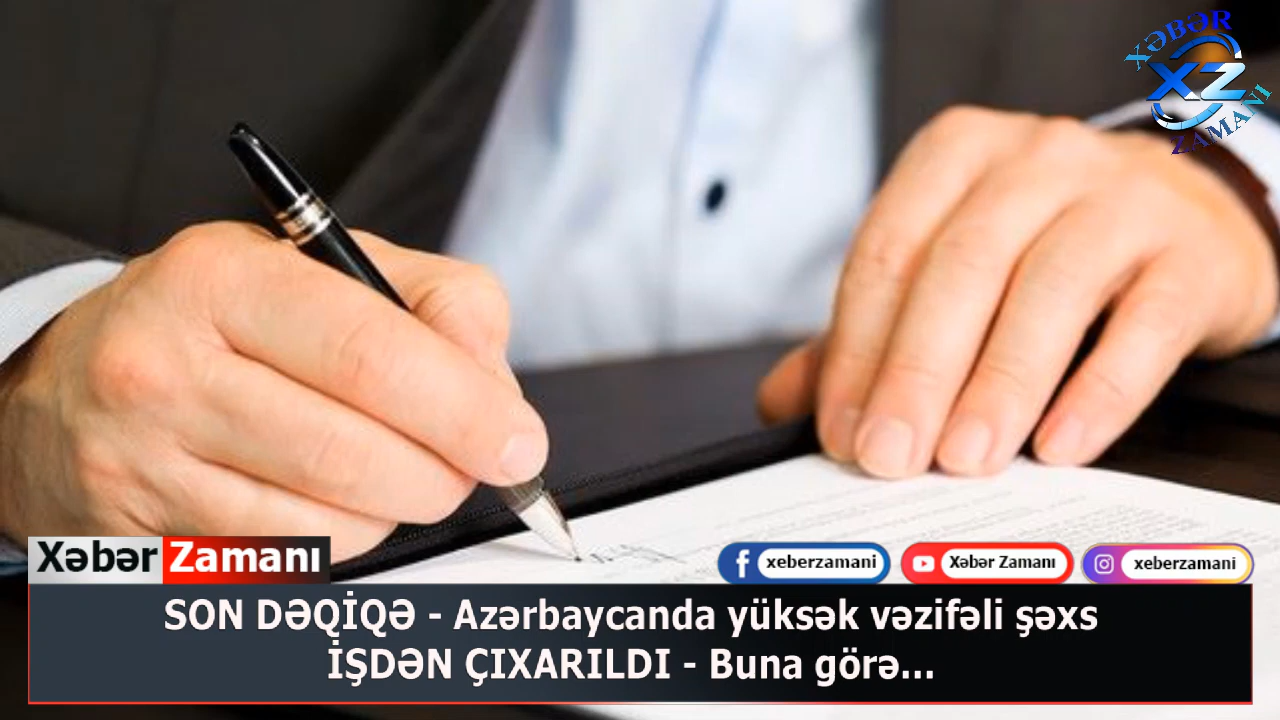 XƏBƏR
XZ
ZAMANI
Xəbər Zamanı
xeberzamani
Xəbər Zamanı
xeberzamani
SON DƏQİQƏ - Azərbaycanda yüksək vəzifəli şəxs
İŞDƏN ÇIXARILDI - Buna görə...